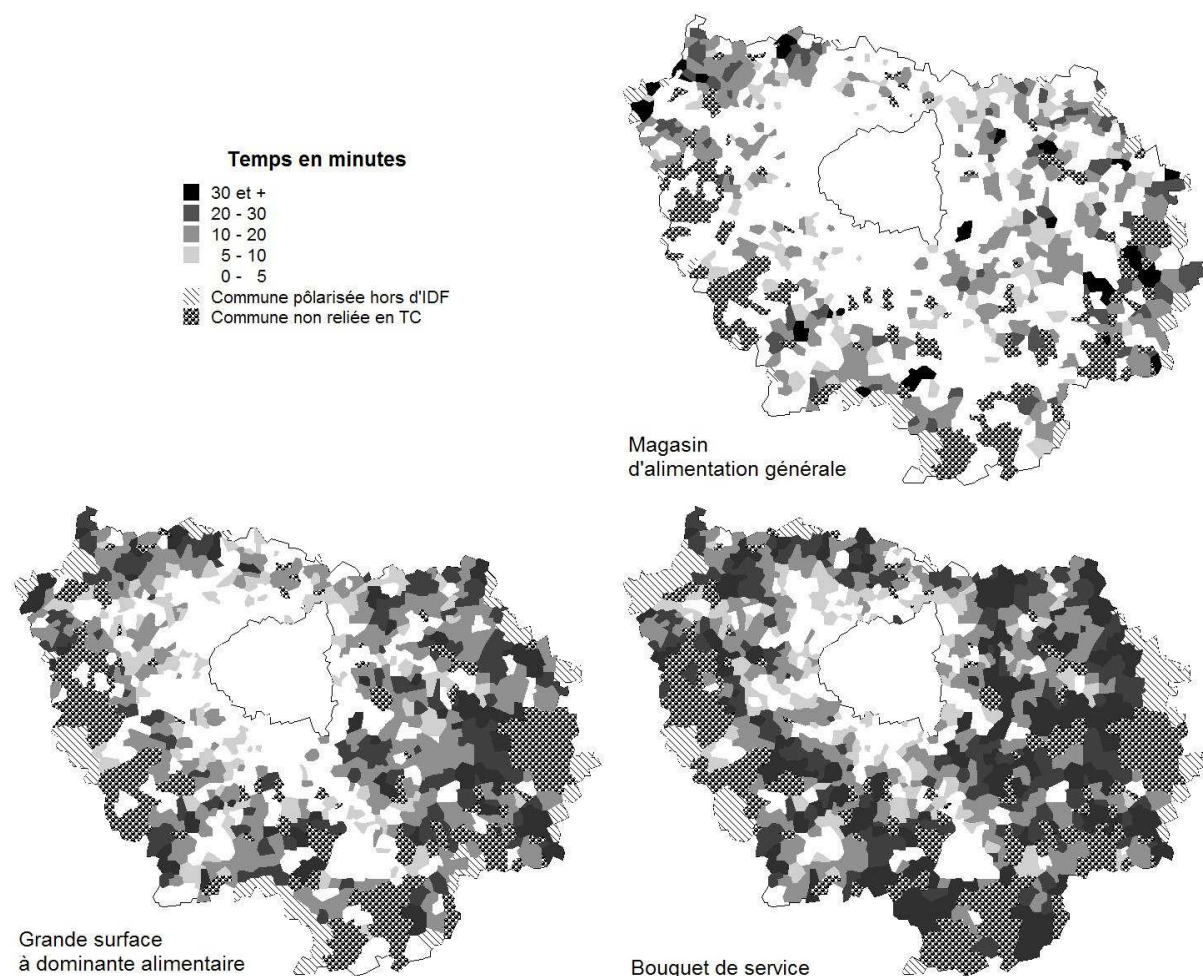 Temps en minutes
30 et +
20 - 30
10 - 20
5 - 10
0 - 5
Commune pôlarisée hors d'IDF
Commune non reliée en TC
Magasin
d'alimentation générale
Grande surface
à dominante alimentaire
Bouquet de service